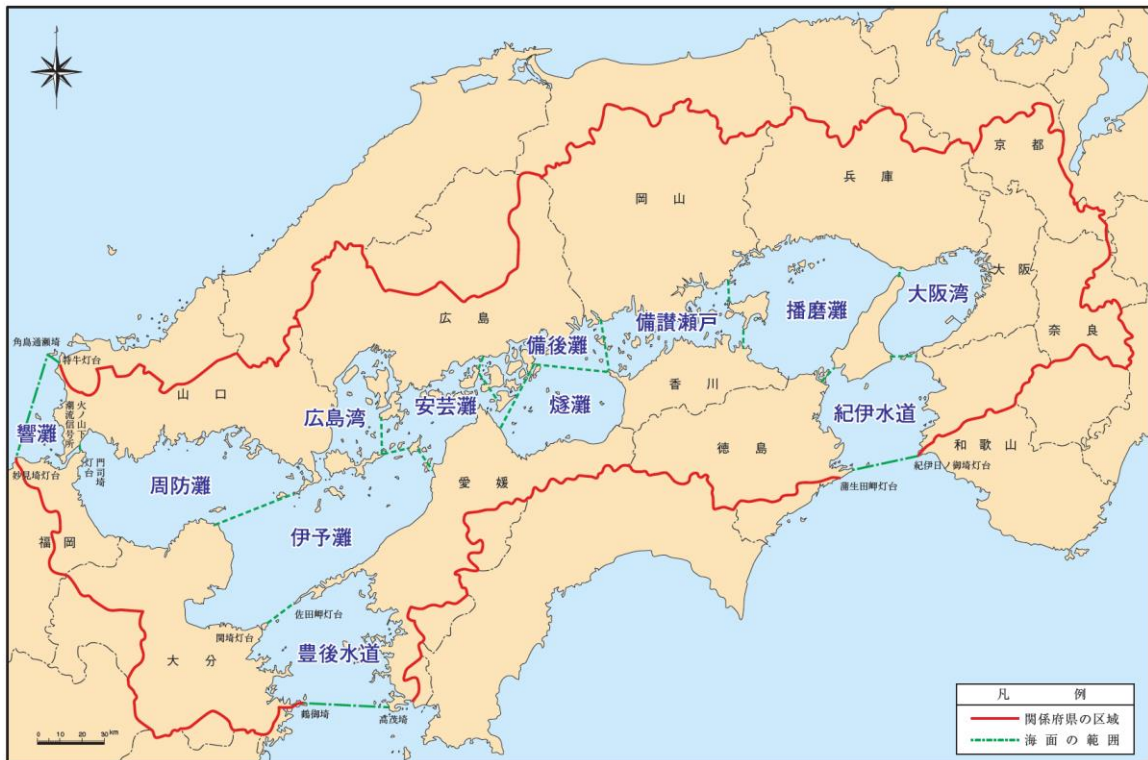 京都
兵庫
岡山
大阪
大阪湾
播磨灘
備讃瀬戸
広島
備後灘
奈良
角島通瀬埼
特牛灯台
香川
山口
安芸灘
燧灘
紀伊水道
広島湾
火ノ山下
潮流信号所
響灘
徳島
和歌山
妙見埼灯台
門司埼
灯台
紀伊日ノ御埼灯台
愛媛
蒲生田岬灯台
周防灘
伊予灘
福岡
佐田岬灯台
関埼灯台
豊後水道
大分
鶴御埼
高茂埼
凡例
関係府県の区域
海面の範囲
0 10 20 30km